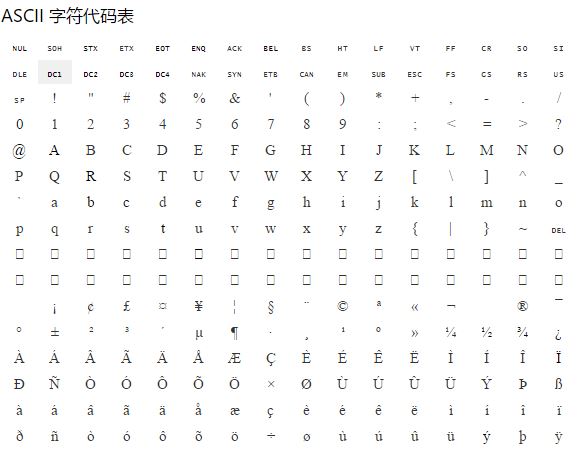 ASCII 字符代码表
NUL SOH STX ETX EOT ENQ ACK BEL BS HT LF VT FF CR SO SI
DLE DC1 DC2 DC3 DC4 NAK SYN ETB CAN EM SUB ESC FS CS RS US
SP ! " # $ % & ' ( ) * + , - . /
0 1 2 3 4 5 6 7 8 9 : ; < = > ?
@ A B C D E F G H I J K L M N O
P Q R S T U V W X Y Z [ \ ] ^ _
` a b c d e f g h i j k l m n o
p q r s t u v w x y z { | } ~ DEL
□ □ □ □ □ □ □ □ □ □ □ □ □ □ □ □
□ □ □ □ □ □ □ □ □ □ □ □ □ □ □ □
¡ ¢ £ ¤ ¥ ¦ § ¨ © ª « ¬ ® ¯
° ± ² ³ ´ µ ¶ · ¸ ¹ º » ¼ ½ ¾ ¿
À Á Â Ã Ä Å Æ Ç È É Ê Ë Ì Í Î Ï
Ð Ñ Ò Ó Ô Õ Ö × Ø Ù Ú Û Ü Ý Þ ß
à á â ã ä å æ ç è é ê ë ì í î ï
ð ñ ò ó ô õ ö ÷ ø ù ú û ü ý þ ÿ